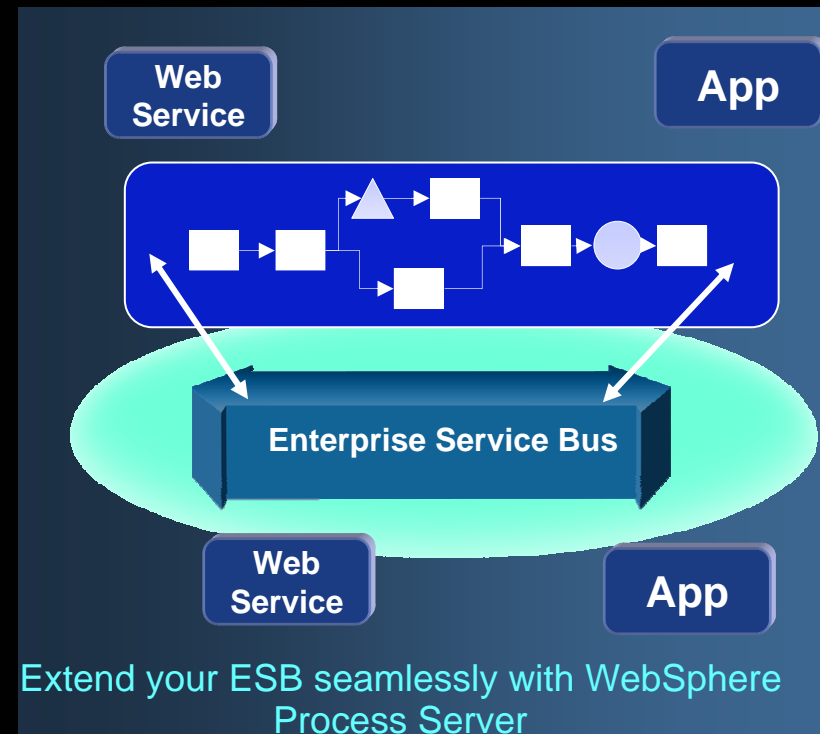 Web
Service
App
Enterprise Service Bus
Web
Service
App
Extend your ESB seamlessly with WebSphere
Process Server